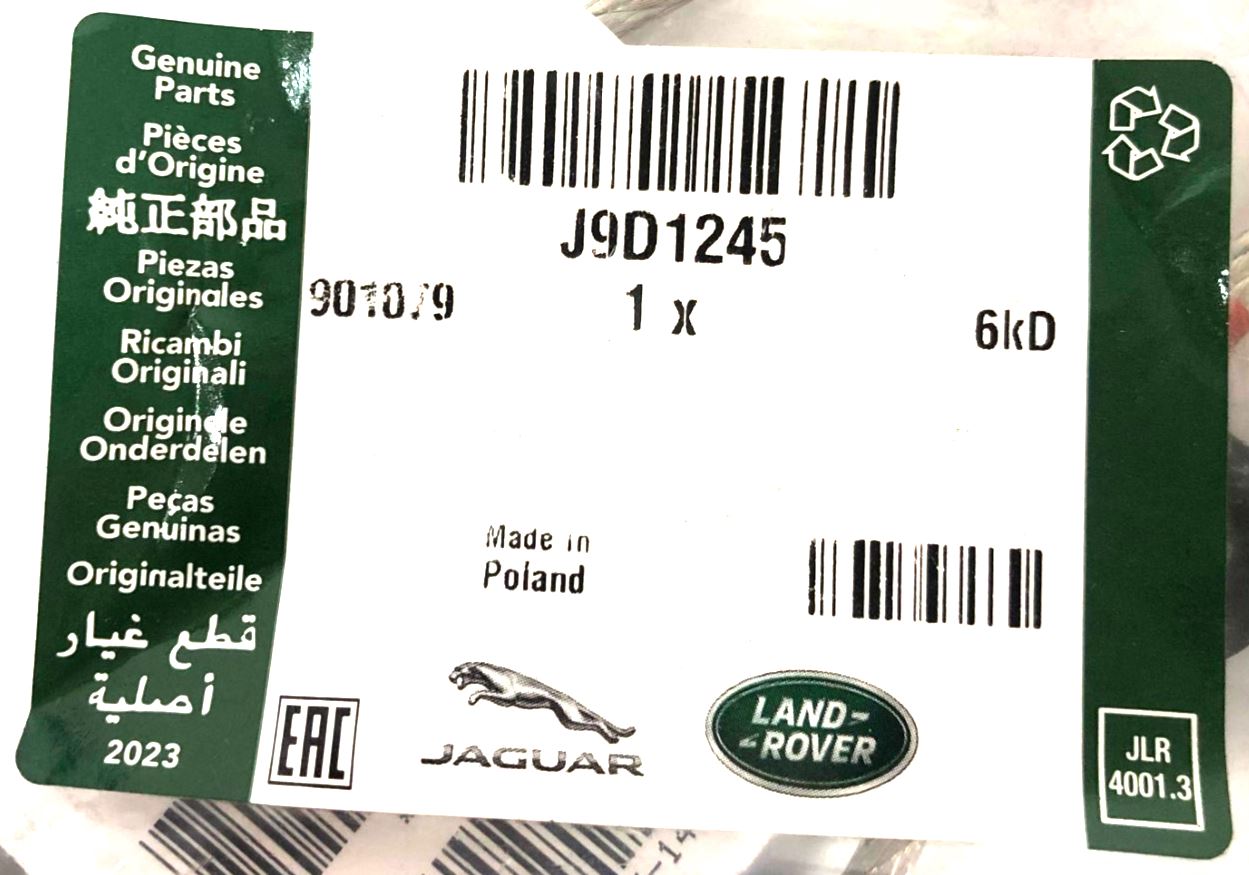 Genuine
Parts
Pièces
d'Origine
純正部品
Piezas
Originales
Ricambi
Originali
Originele
Onderdelen
Peças
Genuinas
Originalteile
قطع غيار
أصلية
2023
J9D1245
1 x
6kD
Made in
Poland
EAC
JAGUAR
LAND-
-ROVER
JLR
4001.3